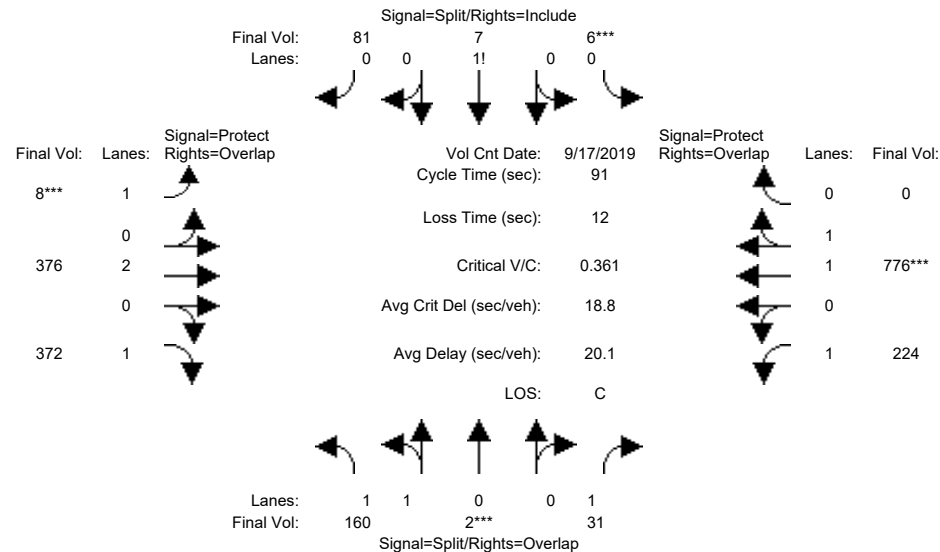 Signal=Split/Rights=Include
Final Vol: 81 7 6***
Lanes: 0 0 1! 0 0
Signal=Protect Signal=Protect
Final Vol: Lanes: Rights=Overlap Vol Cnt Date: 9/17/2019 Rights=Overlap Lanes: Final Vol:
Cycle Time (sec): 91
8*** 1 0 0
Loss Time (sec): 12
0 1
376 2 Critical V/C: 0.361 1 776***
0 Avg Crit Del (sec/veh): 18.8 0
372 1 Avg Delay (sec/veh): 20.1 1 224
LOS: C
Lanes: 1 1 0 0 1
Final Vol: 160 2*** 31
Signal=Split/Rights=Overlap